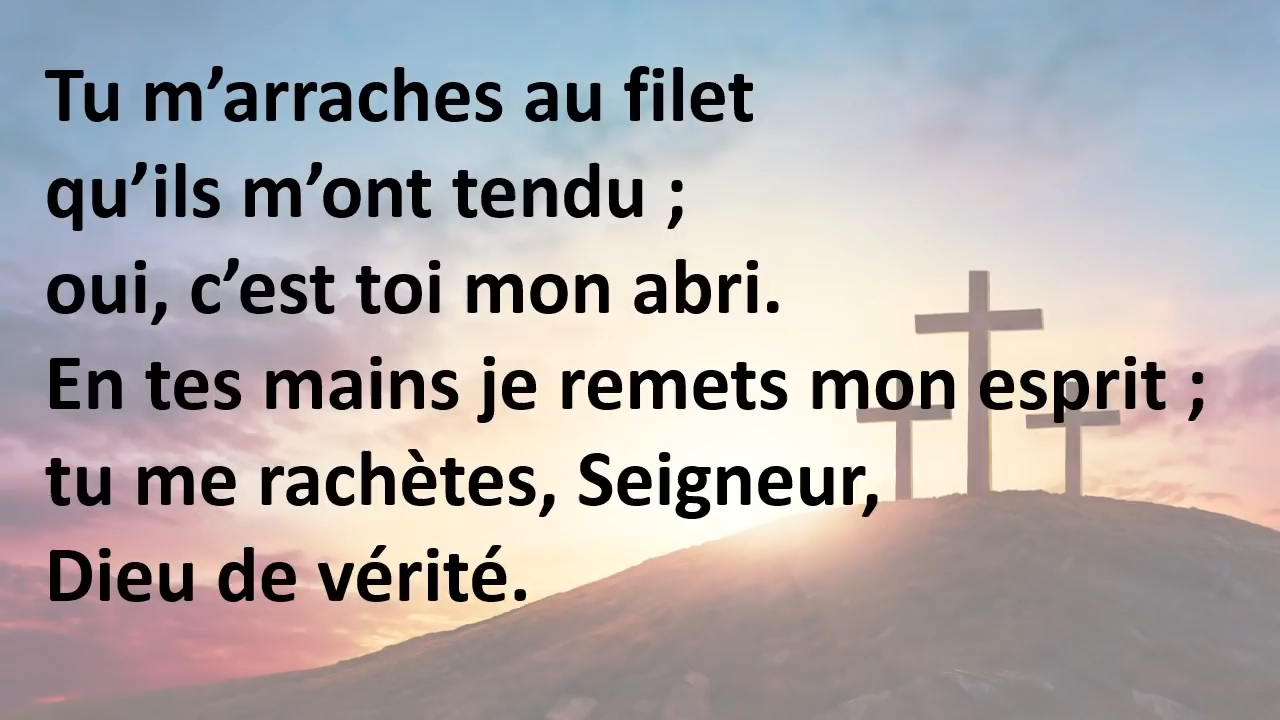 Tu m’arraches au filet
qu’ils m’ont tendu ;
oui, c’est toi mon abri.
En tes mains je remets mon esprit ;
tu me rachètes, Seigneur,
Dieu de vérité.